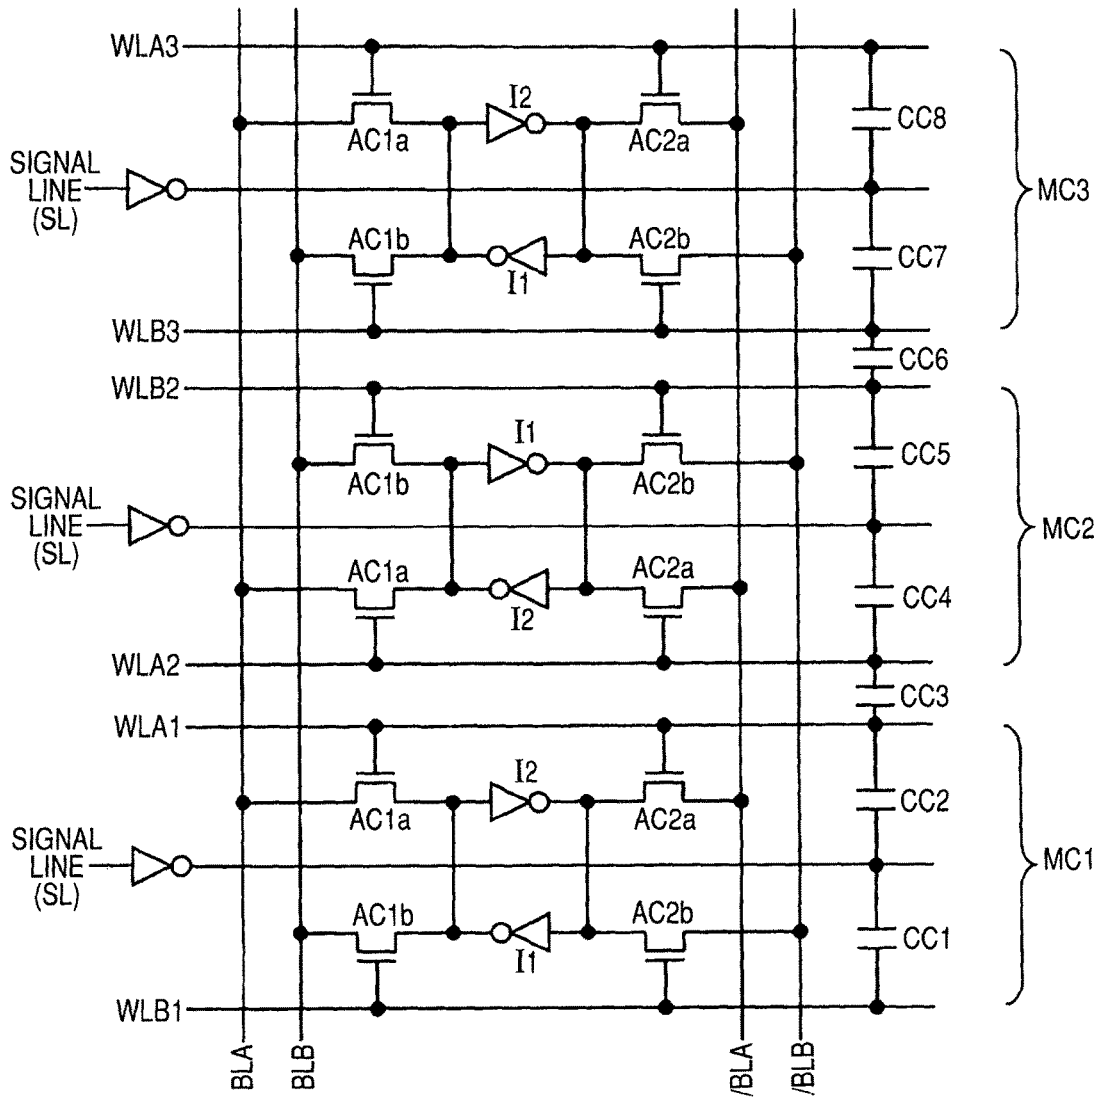 WLA3
I2
CC8
AC1a
AC2a
SIGNAL
LINE
(SL)
MC3
AC1b
AC2b
CC7
I1
WLB3
CC6
WLB2
I1
CC5
AC1b
AC2b
SIGNAL
LINE
(SL)
MC2
AC1a
AC2a
CC4
I2
WLA2
CC3
WLA1
I2
CC2
AC1a
AC2a
SIGNAL
LINE
(SL)
MC1
AC1b
AC2b
CC1
I1
WLB1
BLA
BLB
/BLA
/BLB